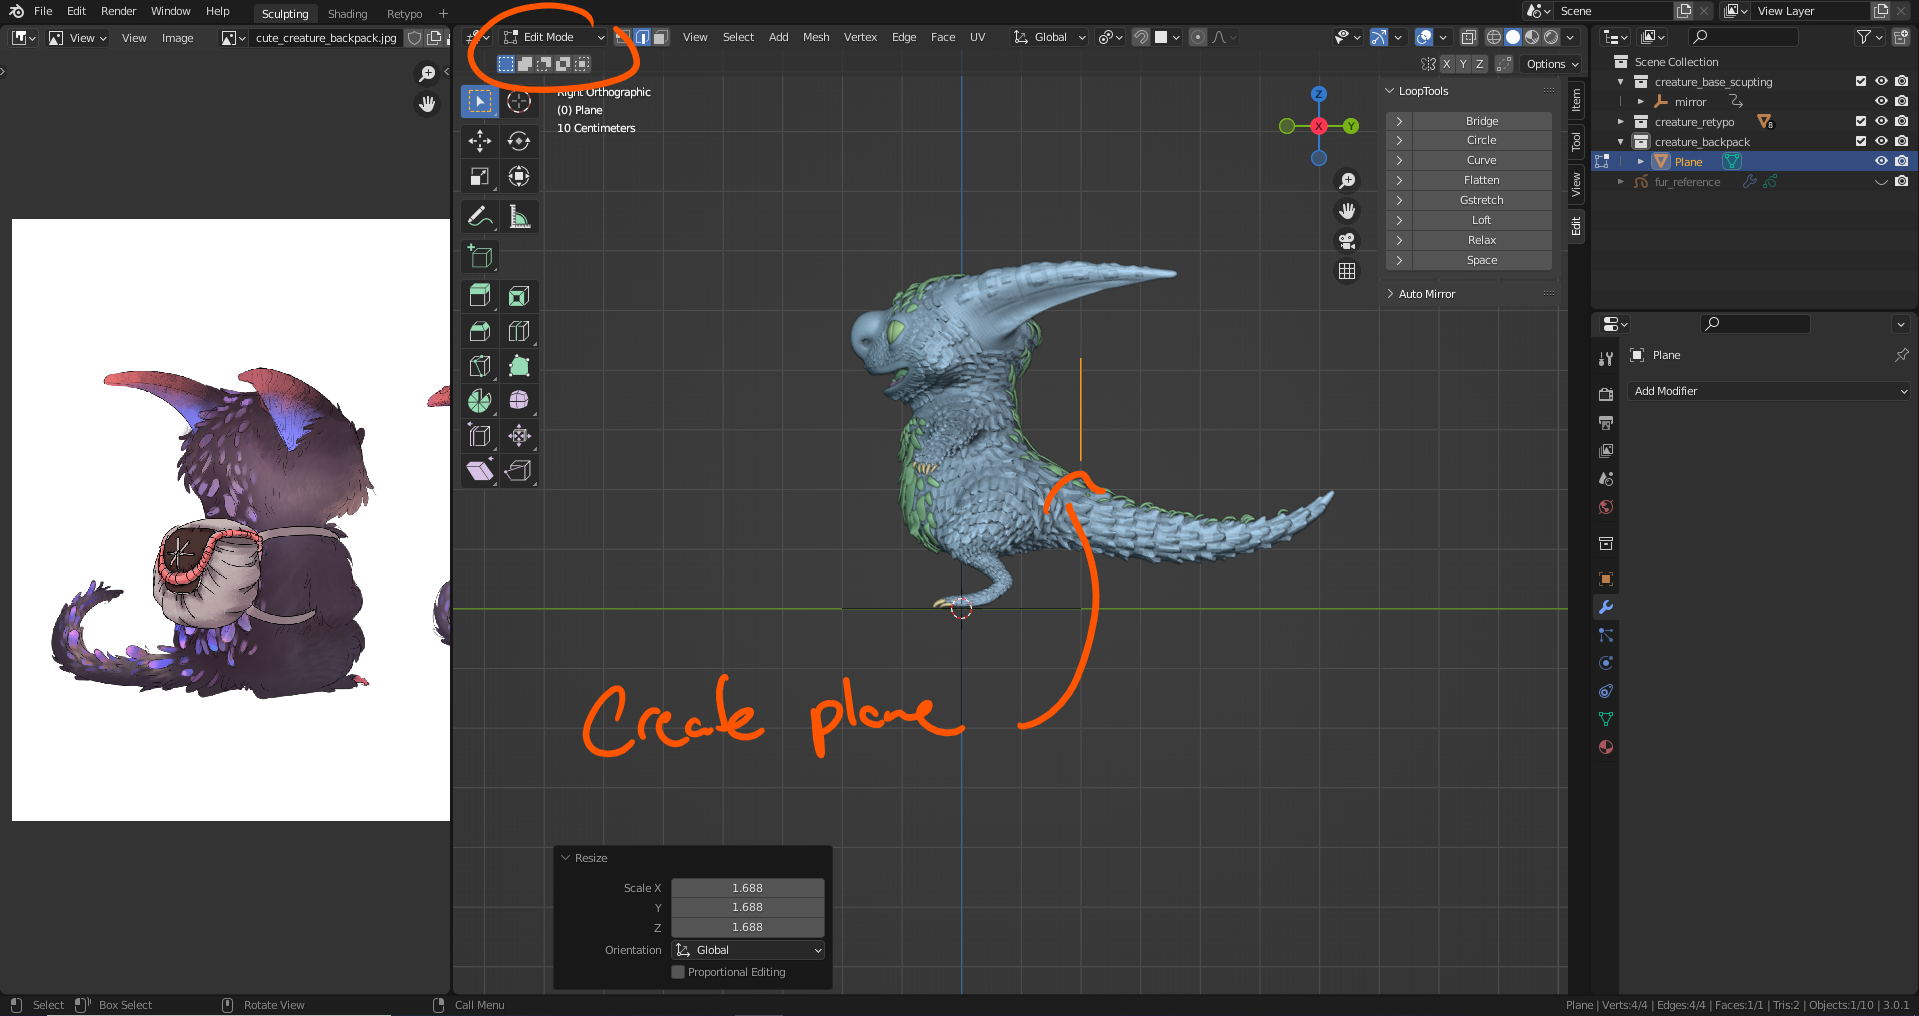 File Edit Render Window Help Sculpting Shading Retypo + Scene View Layer
View View Image cute_creature_backpack.jpg Edit Mode View Select Add Mesh Vertex Edge Face UV Global
X Y Z Options
Right Orthographic
(0) Plane
10 Centimeters
Z
X
Y
LoopTools
Bridge
Circle
Curve
Flatten
Gstretch
Loft
Relax
Space
Auto Mirror
Item
Tool
View
Edit
Scene Collection
creature_base_scupting
mirror
creature_retypo 8
creature_backpack
Plane
fur_reference
Plane
Add Modifier
Create plane
Resize
Scale X 1.688
Y 1.688
Z 1.688
Orientation Global
Proportional Editing
Select Box Select Rotate View Call Menu Plane | Verts:4/4 | Edges:4/4 | Faces:1/1 | Tris:2 | Objects:1/10 | 3.0.1